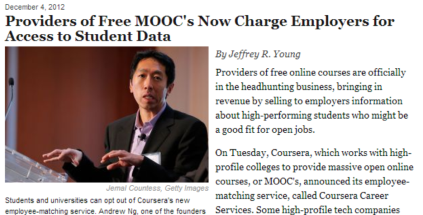 December 4, 2012
Providers of Free MOOC's Now Charge Employers for
Access to Student Data
Jemal Countess, Getty Images
Students and universities can opt out of Coursera's new
employee-matching service. Andrew Ng, one of the founders
By Jeffrey R. Young
Providers of free online courses are officially
in the headhunting business, bringing in
revenue by selling to employers information
about high-performing students who might be
a good fit for open jobs.
On Tuesday, Coursera, which works with high-
profile colleges to provide massive open online
courses, or MOOC's, announced its employee-
matching service, called Coursera Career
Services. Some high-profile tech companies